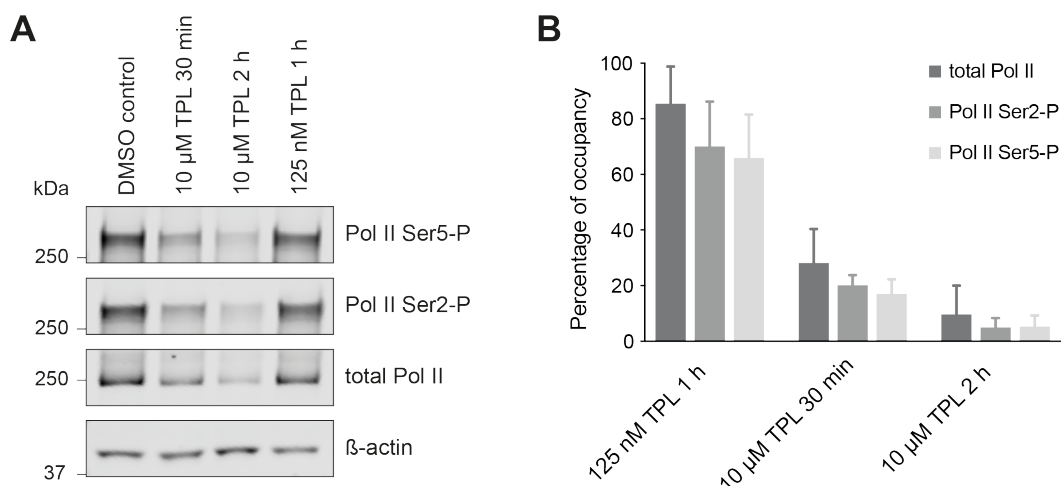 A
DMSO control
10 µM TPL 30 min
10 µM TPL 2 h
125 nM TPL 1 h
kDa
250
Pol II Ser5-P
250
Pol II Ser2-P
250
total Pol II
37
ß-actin
B
Percentage of occupancy
100
80
60
40
20
0
total Pol II
Pol II Ser2-P
Pol II Ser5-P
125 nM TPL 1 h
10 µM TPL 30 min
10 µM TPL 2 h